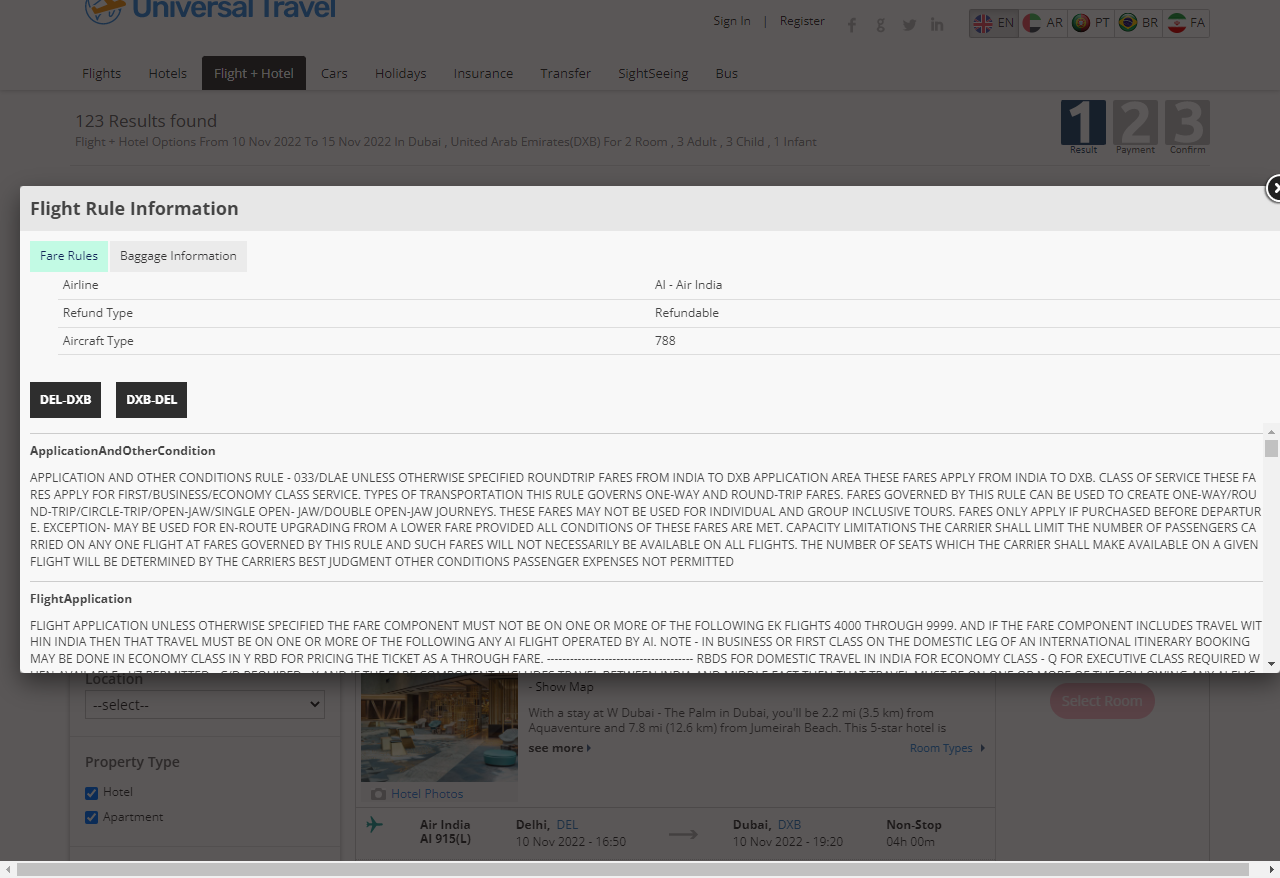 Universal Travel
Sign In | Register
EN AR PT BR FA
Flights Hotels Flight + Hotel Cars Holidays Insurance Transfer SightSeeing Bus
123 Results found
Flight + Hotel Options From 10 Nov 2022 To 15 Nov 2022 In Dubai , United Arab Emirates(DXB) For 2 Room , 3 Adult , 3 Child , 1 Infant
1 2 3
Result Payment Confirm
Flight Rule Information
Fare Rules Baggage Information
Airline AI - Air India
Refund Type Refundable
Aircraft Type 788
DEL-DXB DXB-DEL
ApplicationAndOtherCondition
APPLICATION AND OTHER CONDITIONS RULE - 033/DLAE UNLESS OTHERWISE SPECIFIED ROUNDTRIP FARES FROM INDIA TO DXB APPLICATION AREA THESE FARES APPLY FROM INDIA TO DXB. CLASS OF SERVICE THESE FA
RES APPLY FOR FIRST/BUSINESS/ECONOMY CLASS SERVICE. TYPES OF TRANSPORTATION THIS RULE GOVERNS ONE-WAY AND ROUND-TRIP FARES. FARES GOVERNED BY THIS RULE CAN BE USED TO CREATE ONE-WAY/ROU
ND-TRIP/CIRCLE-TRIP/OPEN-JAW/SINGLE OPEN- JAW/DOUBLE OPEN-JAW JOURNEYS. THESE FARES MAY NOT BE USED FOR INDIVIDUAL AND GROUP INCLUSIVE TOURS. FARES ONLY APPLY IF PURCHASED BEFORE DEPARTUR
E. EXCEPTION- MAY BE USED FOR EN-ROUTE UPGRADING FROM A LOWER FARE PROVIDED ALL CONDITIONS OF THESE FARES ARE MET. CAPACITY LIMITATIONS THE CARRIER SHALL LIMIT THE NUMBER OF PASSENGERS CA
RRIED ON ANY ONE FLIGHT AT FARES GOVERNED BY THIS RULE AND SUCH FARES WILL NOT NECESSARILY BE AVAILABLE ON ALL FLIGHTS. THE NUMBER OF SEATS WHICH THE CARRIER SHALL MAKE AVAILABLE ON A GIVEN
FLIGHT WILL BE DETERMINED BY THE CARRIERS BEST JUDGMENT OTHER CONDITIONS PASSENGER EXPENSES NOT PERMITTED
FlightApplication
FLIGHT APPLICATION UNLESS OTHERWISE SPECIFIED THE FARE COMPONENT MUST NOT BE ON ONE OR MORE OF THE FOLLOWING EK FLIGHTS 4000 THROUGH 9999. AND IF THE FARE COMPONENT INCLUDES TRAVEL WIT
HIN INDIA THEN THAT TRAVEL MUST BE ON ONE OR MORE OF THE FOLLOWING ANY AI FLIGHT OPERATED BY AI. NOTE - IN BUSINESS OR FIRST CLASS ON THE DOMESTIC LEG OF AN INTERNATIONAL ITINERARY BOOKING
MAY BE DONE IN ECONOMY CLASS IN Y RBD FOR PRICING THE TICKET AS A THROUGH FARE. -------------------------------------- RBDS FOR DOMESTIC TRAVEL IN INDIA FOR ECONOMY CLASS - Q FOR EXECUTIVE CLASS REQUIRED W
Location
--select--
Property Type
Hotel
Apartment
- Show Map
With a stay at W Dubai - The Palm in Dubai, you'll be 2.2 mi (3.5 km) from
Aquaventure and 7.8 mi (12.6 km) from Jumeirah Beach. This 5-star hotel is
see more Room Types
Hotel Photos
Select Room
Air India Delhi, DEL Dubai, DXB Non-Stop
AI 915(L) 10 Nov 2022 - 16:50 10 Nov 2022 - 19:20 04h 00m